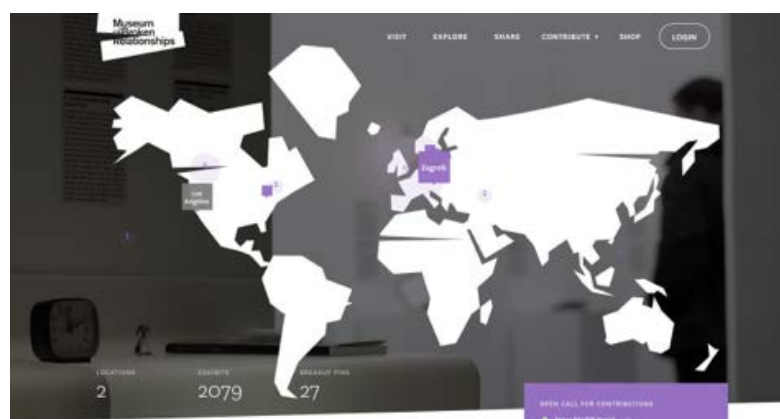 Museum
of Broken
Relationships
VISIT
EXPLORE
SHARE
CONTRIBUTE
SHOP
LOGIN
Zagreb
Los
Angeles
LOCATIONS
2
EXHIBITS
2079
BREAKUP PINS
27
OPEN CALL FOR CONTRIBUTIONS